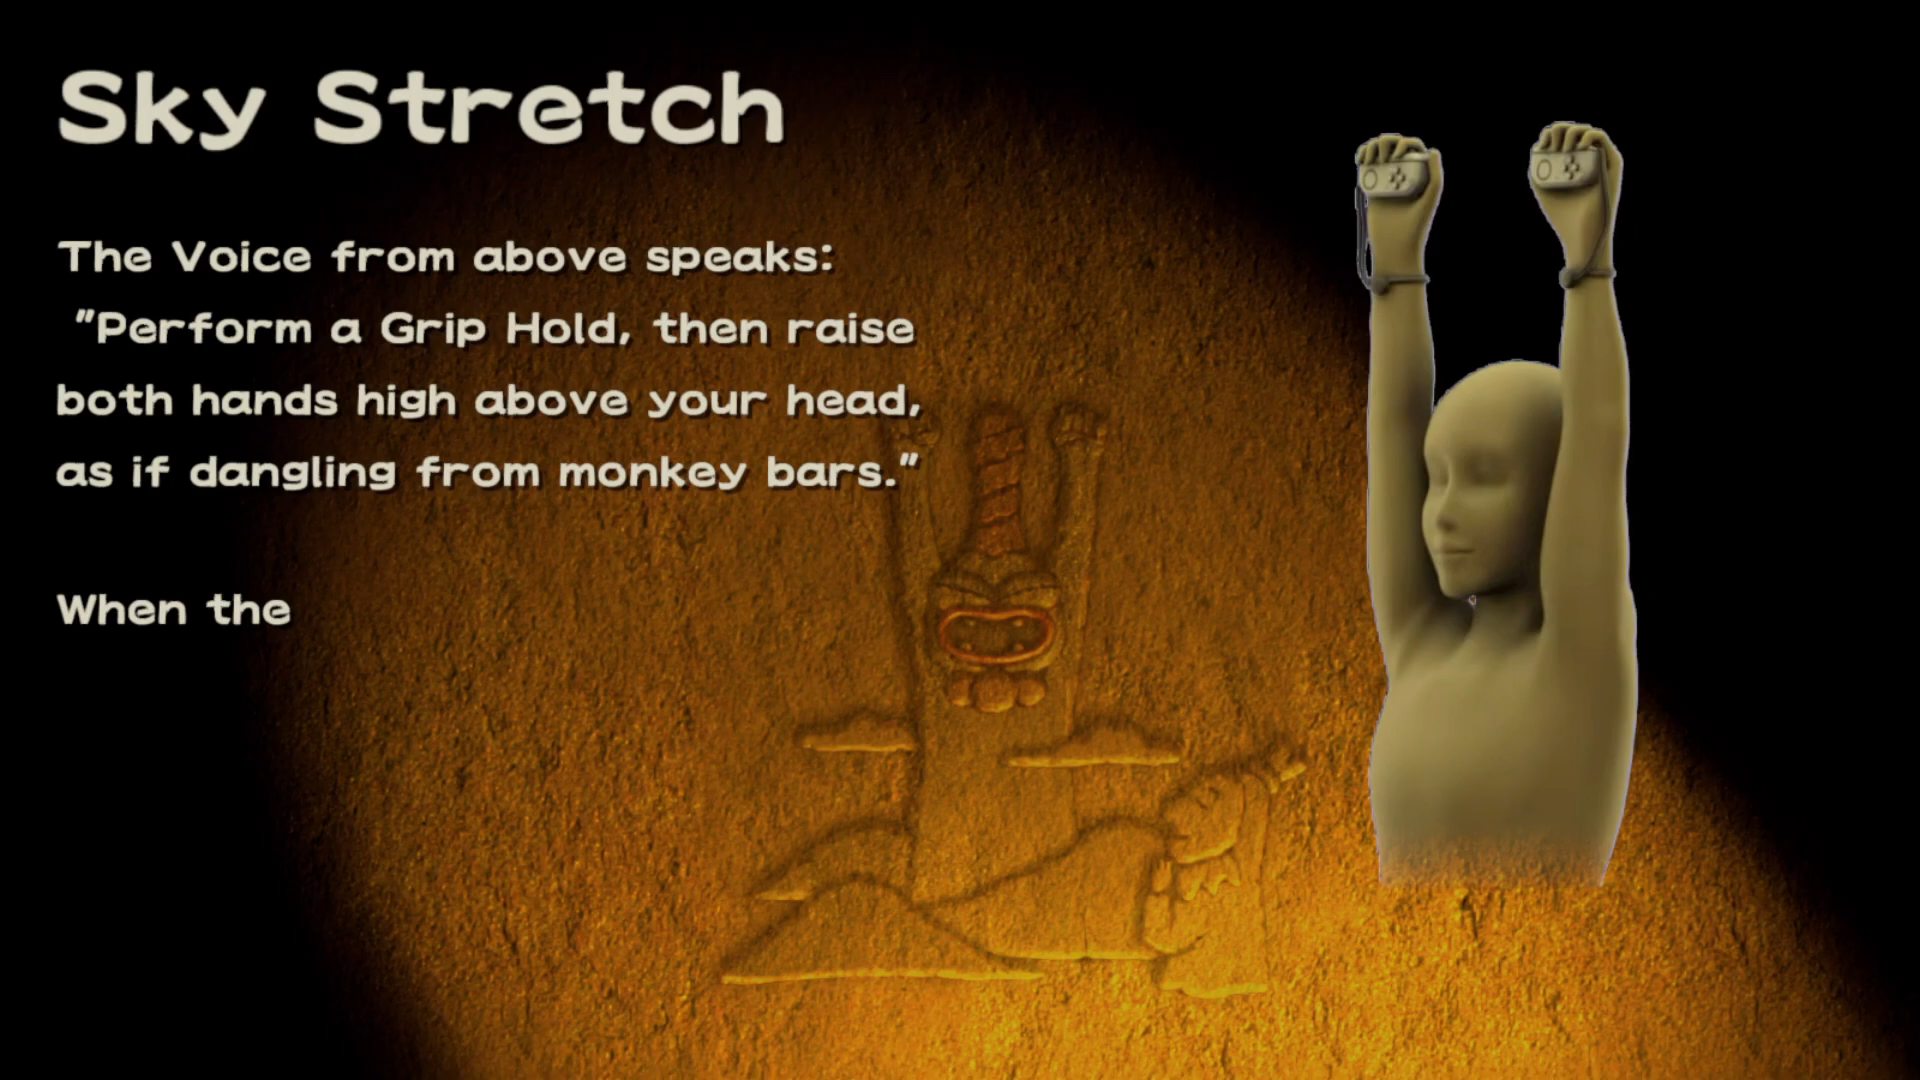 Sky Stretch
The Voice from above speaks:
"Perform a Grip Hold, then raise
both hands high above your head,
as if dangling from monkey bars."
When the